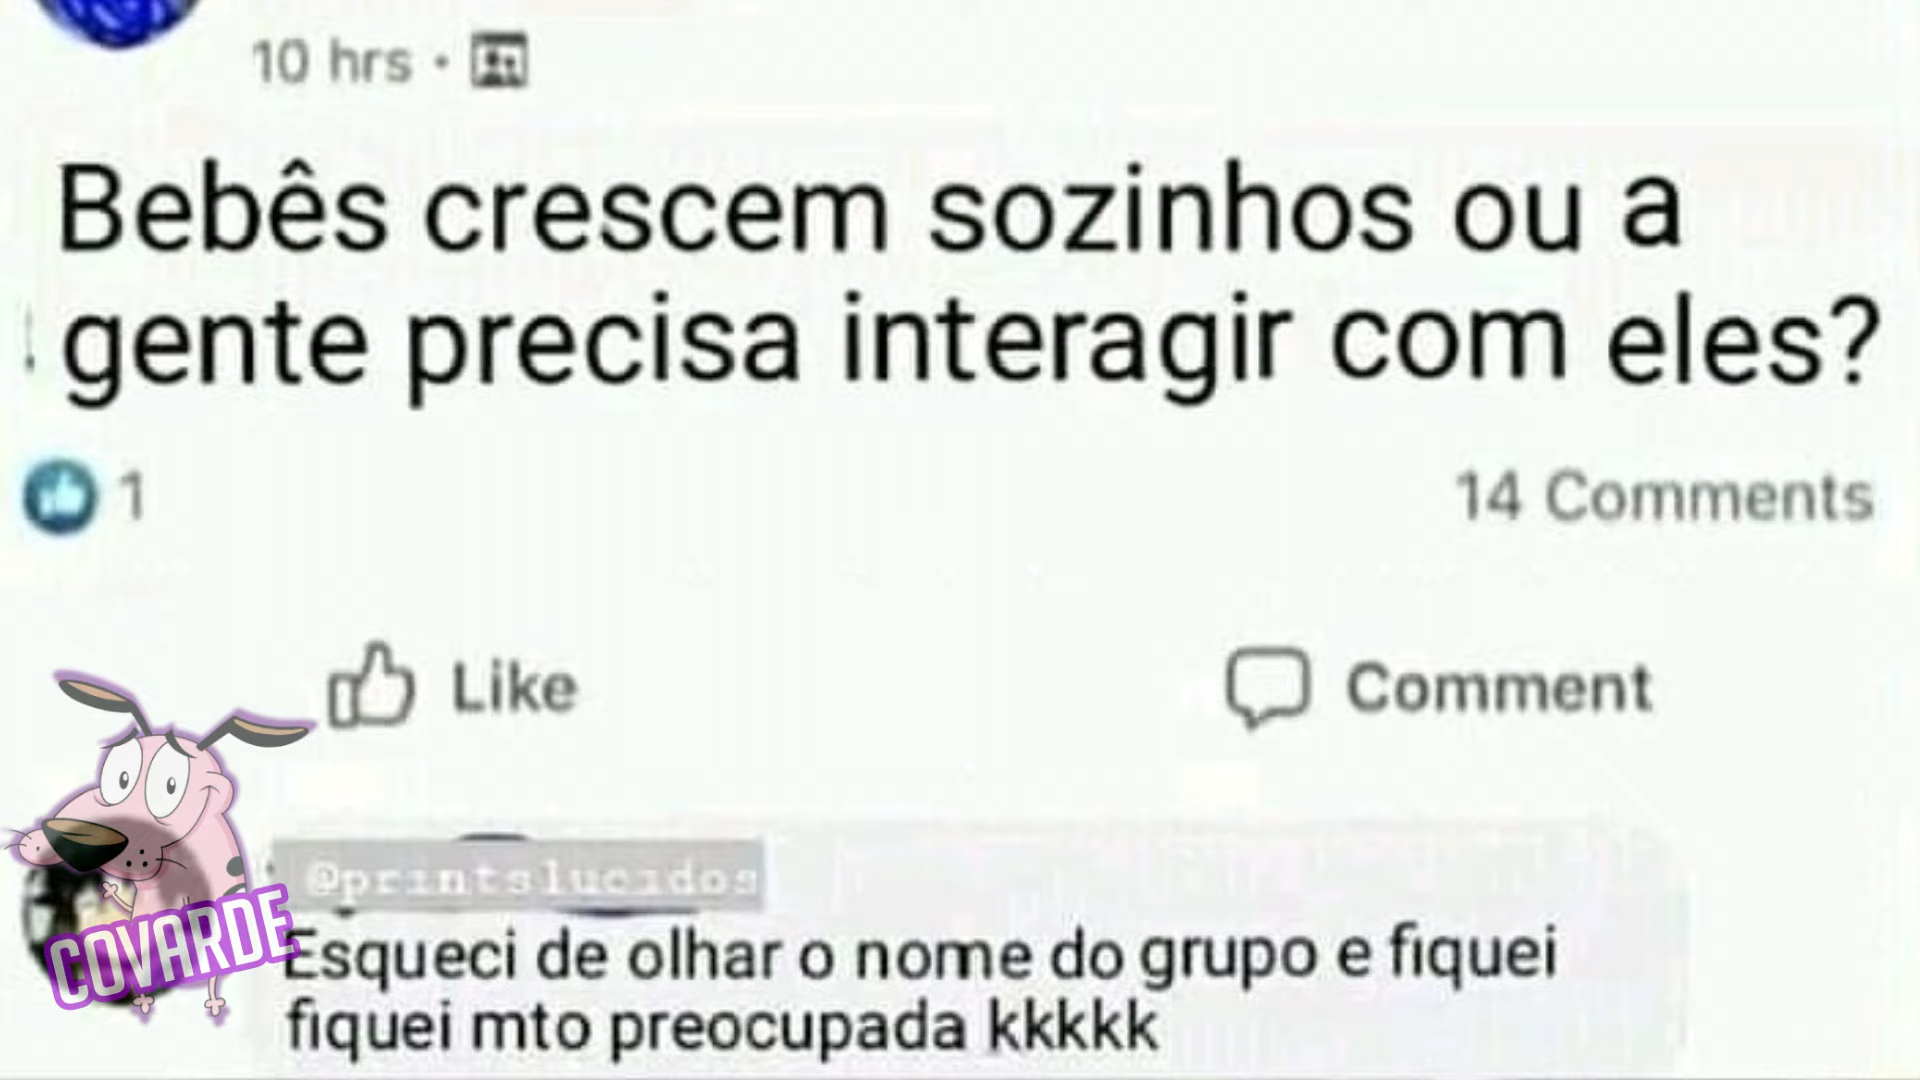 10 hrs ·
Bebês crescem sozinhos ou a
gente precisa interagir com eles?
1
14 Comments
Like
Comment
@printslucidos
COVARDE
Esqueci de olhar o nome do grupo e fiquei
fiquei mto preocupada kkkkk